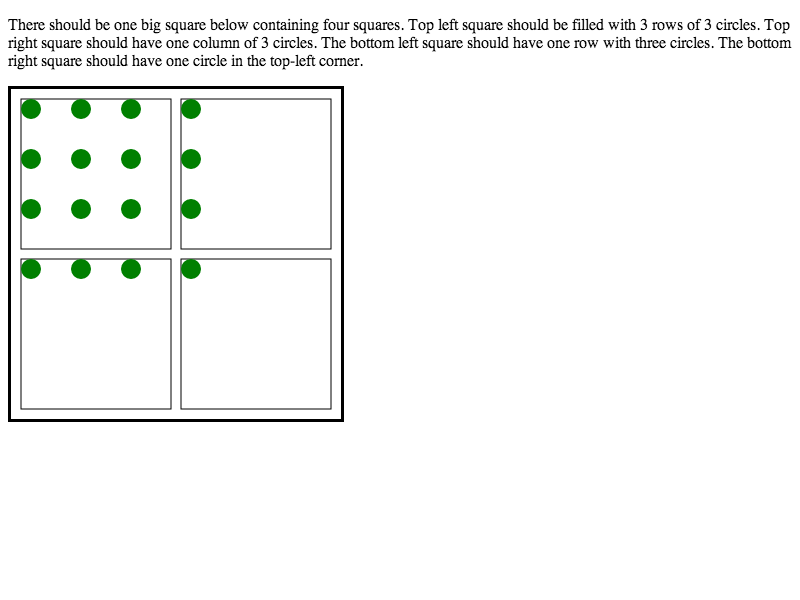 There should be one big square below containing four squares. Top left square should be filled with 3 rows of 3 circles. Top
right square should have one column of 3 circles. The bottom left square should have one row with three circles. The bottom
right square should have one circle in the top-left corner.